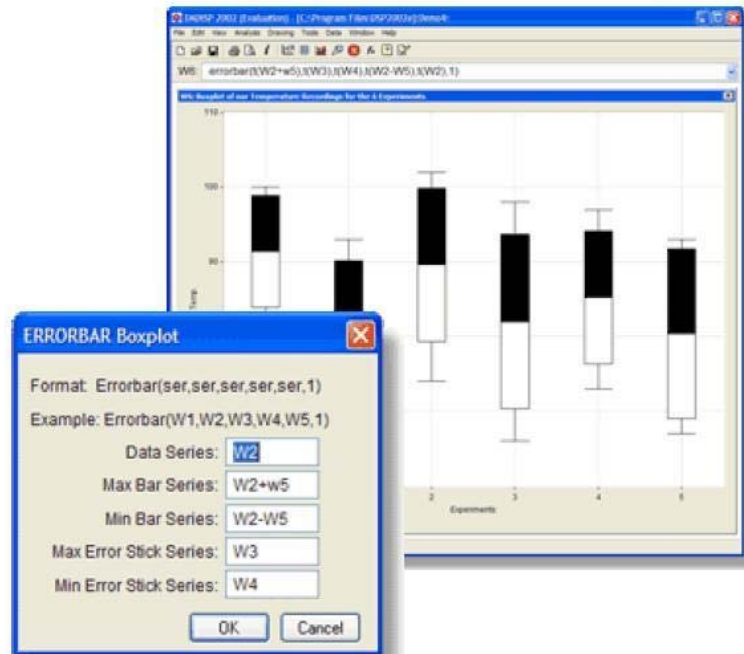 DADISP 2002 (Evaluation) - [C:\Program Files\DSP2002e\Demo4:
File Edit View Analysis Drawing Tools Data Window Help
W6: errorbar(t(W2+w5),t(W3),t(W4),t(W2-W5),t(W2),1)
W6: Boxplot of our Temperature Recordings for the 6 Experiments
110
100
90
Temp.
2
3
4
5
Experiments
ERRORBAR Boxplot
Format: Errorbar(ser,ser,ser,ser,ser,1)
Example: Errorbar(W1,W2,W3,W4,W5,1)
Data Series: W2
Max Bar Series: W2+w5
Min Bar Series: W2-W5
Max Error Stick Series: W3
Min Error Stick Series: W4
OK Cancel